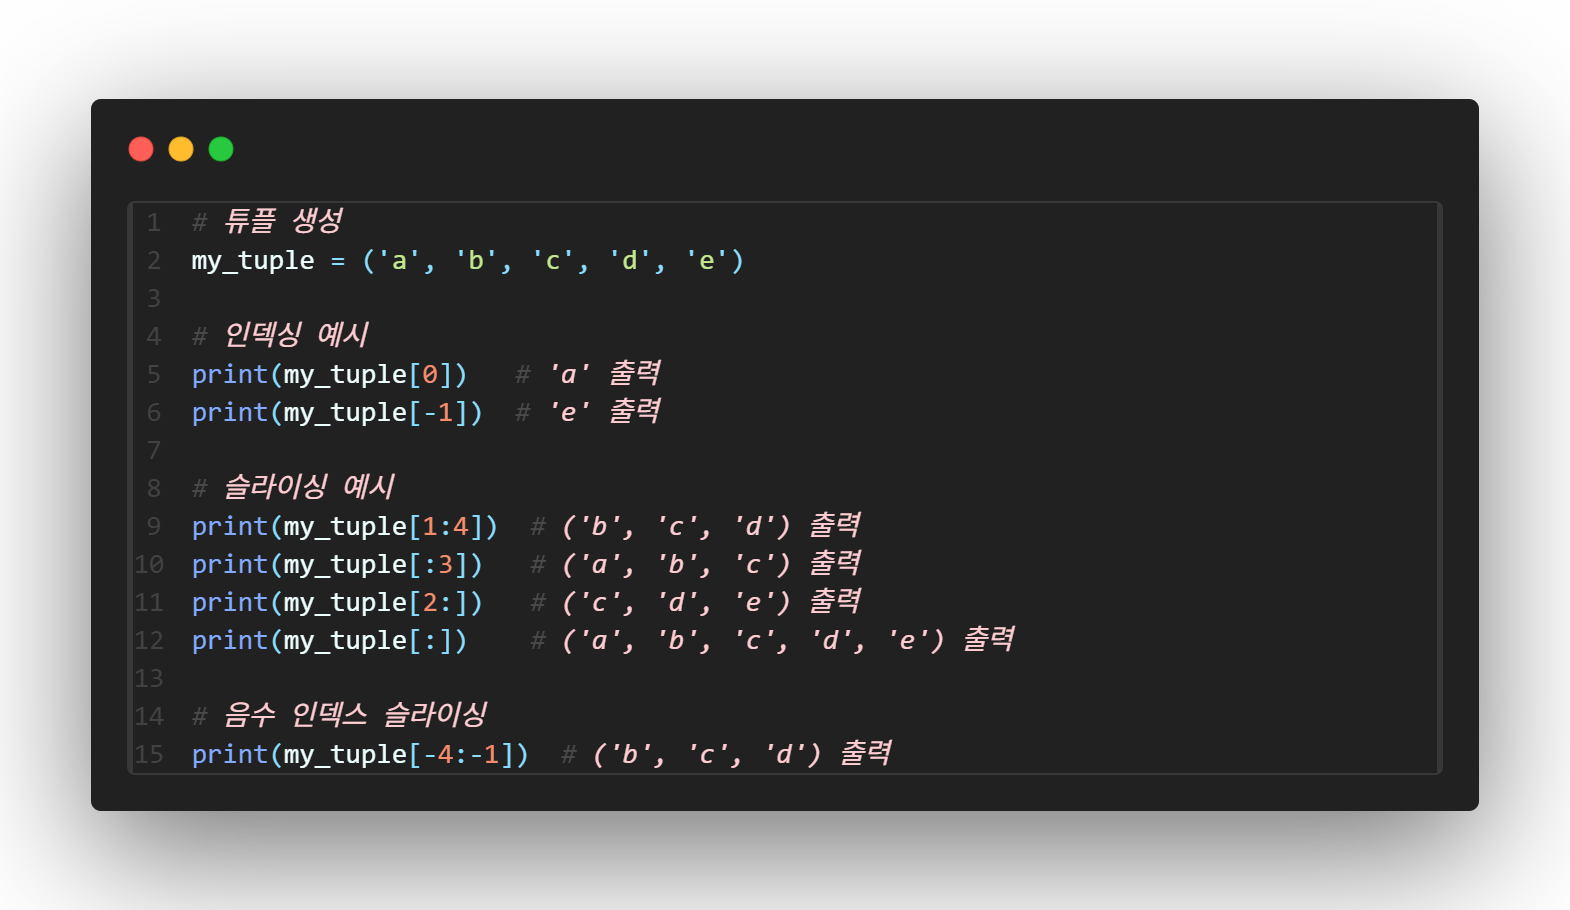 1 # 튜플 생성
2 my_tuple = ('a', 'b', 'c', 'd', 'e')
3
4 # 인덱싱 예시
5 print(my_tuple[0])   # 'a' 출력
6 print(my_tuple[-1])  # 'e' 출력
7
8 # 슬라이싱 예시
9 print(my_tuple[1:4])  # ('b', 'c', 'd') 출력
10 print(my_tuple[:3])   # ('a', 'b', 'c') 출력
11 print(my_tuple[2:])   # ('c', 'd', 'e') 출력
12 print(my_tuple[:])    # ('a', 'b', 'c', 'd', 'e') 출력
13
14 # 음수 인덱스 슬라이싱
15 print(my_tuple[-4:-1])  # ('b', 'c', 'd') 출력